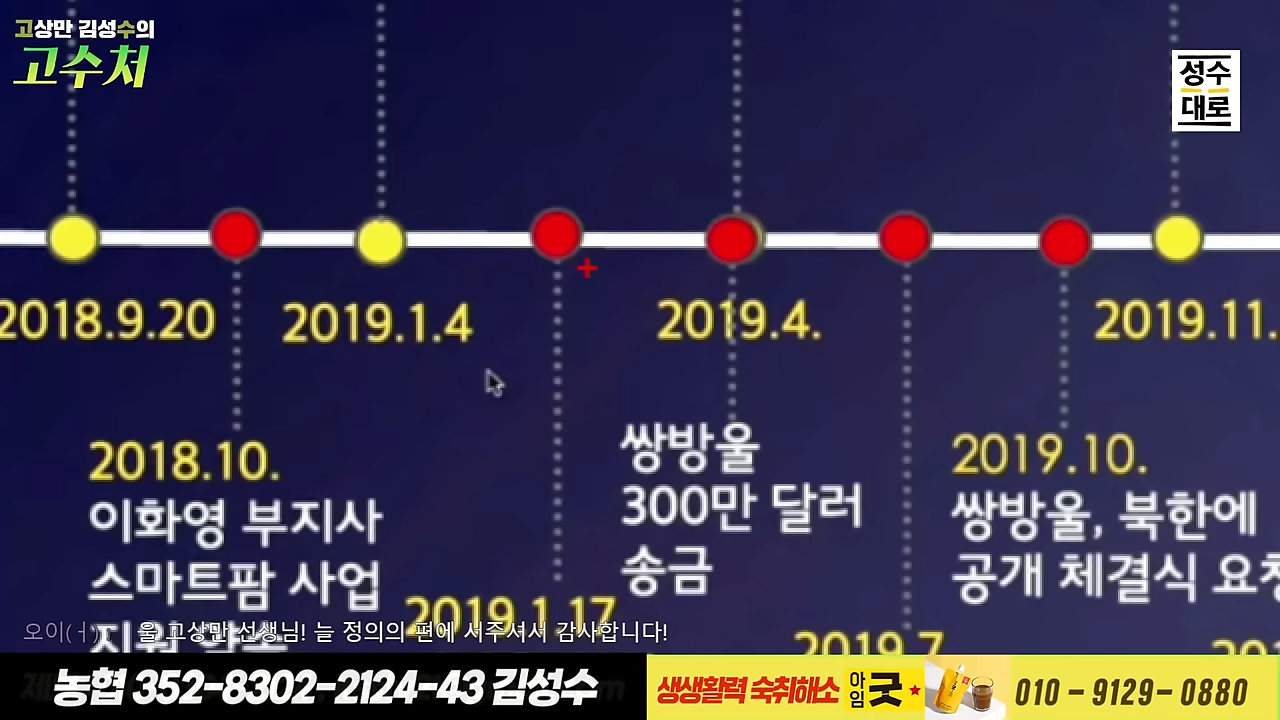 고상만 김성수의
고수처
성수
대로
2018.9.20
2019.1.4
2019.4.
2019.11.
2018.10.
이화영 부지사
스마트팜 사업
쌍방울
300만 달러
송금
2019.10.
쌍방울, 북한에
공개 체결식 요청
2019.1.17
2019.7
오이(ㅓ)
울 고상만 선생님! 늘 정의의 편에 서주셔서 감사합니다!
농협 352-8302-2124-43 김성수
생생활력 숙취해소
아임
굿
010 - 9129 - 0880